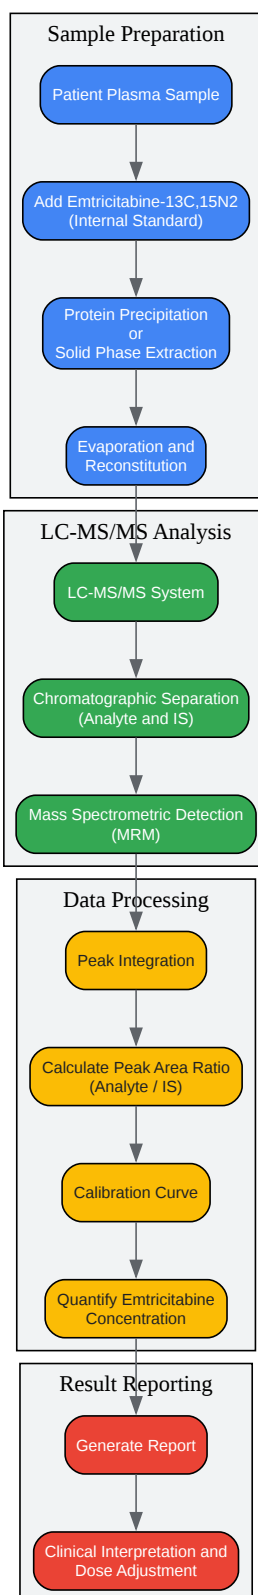 Sample Preparation
Patient Plasma Sample
Add Emtricitabine-13C,15N2
(Internal Standard)
Protein Precipitation
or
Solid Phase Extraction
Evaporation and
Reconstitution
LC-MS/MS Analysis
LC-MS/MS System
Chromatographic Separation
(Analyte and IS)
Mass Spectrometric Detection
(MRM)
Data Processing
Peak Integration
Calculate Peak Area Ratio
(Analyte / IS)
Calibration Curve
Quantify Emtricitabine
Concentration
Result Reporting
Generate Report
Clinical Interpretation and
Dose Adjustment